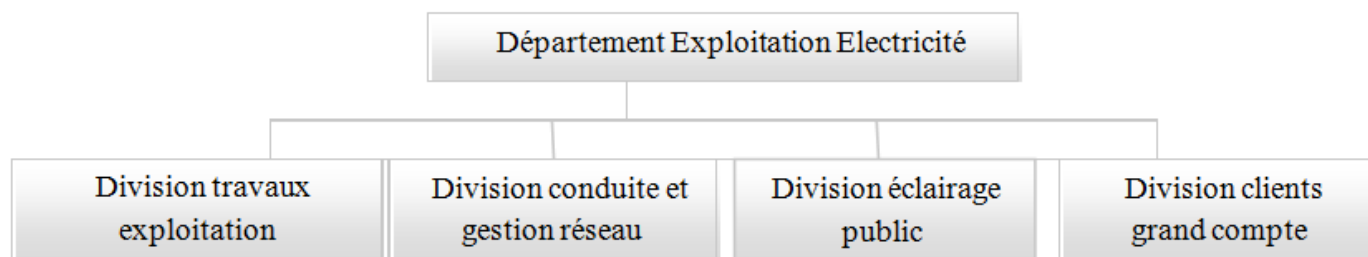 Département Exploitation Electricité
Division travaux
exploitation
Division conduite et
gestion réseau
Division éclairage
public
Division clients
grand compte